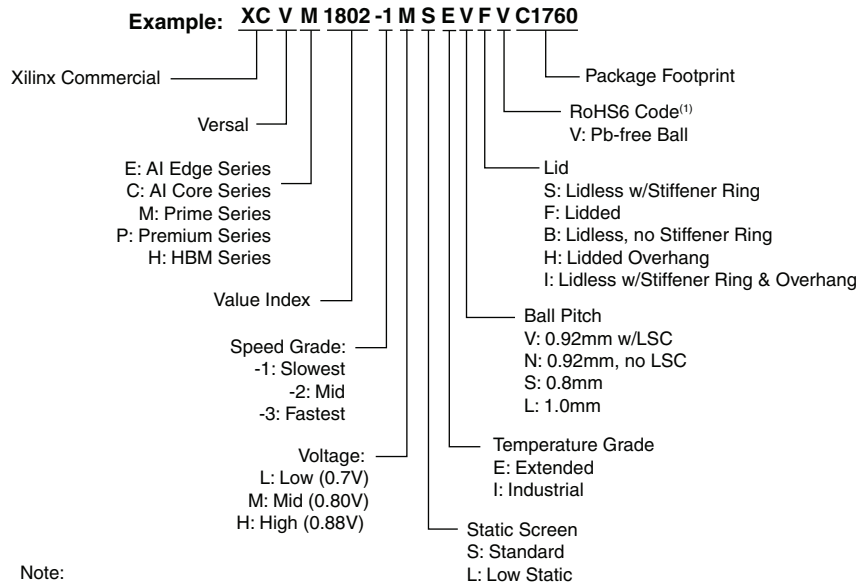 Example: XC V M 1802 -1 M S E V F V C1760
Xilinx Commercial
Versal
E: AI Edge Series
C: AI Core Series
M: Prime Series
P: Premium Series
H: HBM Series
Value Index
Speed Grade:
-1: Slowest
-2: Mid
-3: Fastest
Voltage:
L: Low (0.7V)
M: Mid (0.80V)
H: High (0.88V)
Package Footprint
RoHS6 Code(1)
V: Pb-free Ball
Lid
S: Lidless w/Stiffener Ring
F: Lidded
B: Lidless, no Stiffener Ring
H: Lidded Overhang
I: Lidless w/Stiffener Ring & Overhang
Ball Pitch
V: 0.92mm w/LSC
N: 0.92mm, no LSC
S: 0.8mm
L: 1.0mm
Temperature Grade
E: Extended
I: Industrial
Static Screen
S: Standard
L: Low Static
Note: